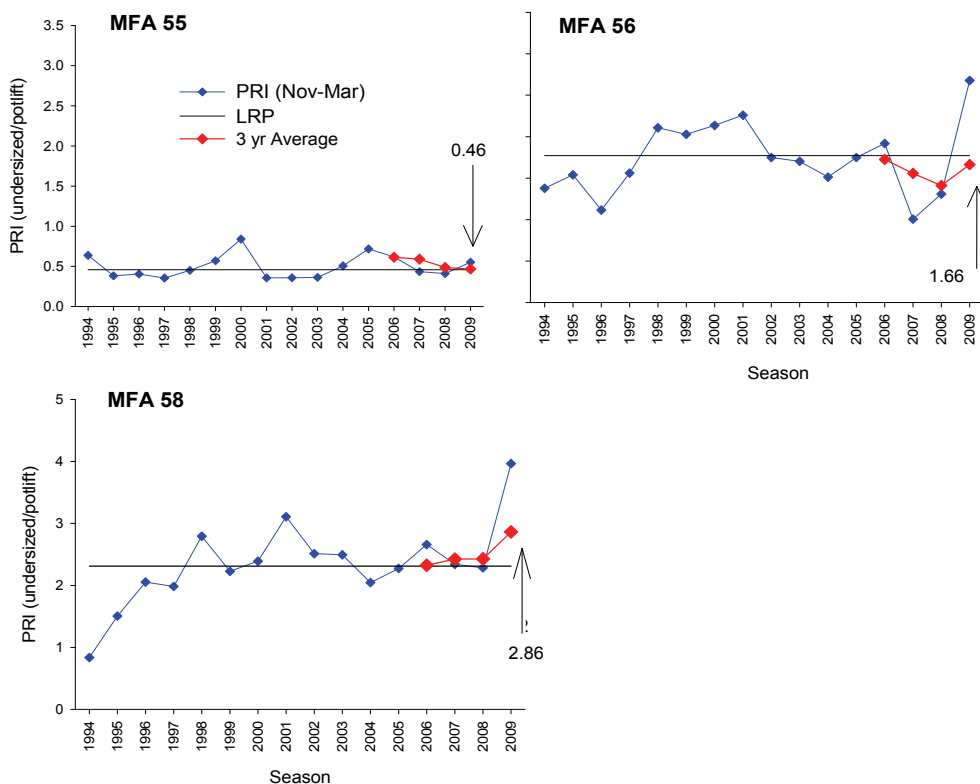 MFA 55
PRI (undersized/potlift)
3.5
3.0
2.5
2.0
1.5
1.0
0.5
0.0
PRI (Nov-Mar)
LRP
3 yr Average
0.46
1994 1995 1996 1997 1998 1999 2000 2001 2002 2003 2004 2005 2006 2007 2008 2009
MFA 56
1.66
1994 1995 1996 1997 1998 1999 2000 2001 2002 2003 2004 2005 2006 2007 2008 2009
Season
MFA 58
PRI (undersized/potlift)
5
4
3
2
1
0
2.86
1994 1995 1996 1997 1998 1999 2000 2001 2002 2003 2004 2005 2006 2007 2008 2009
Season